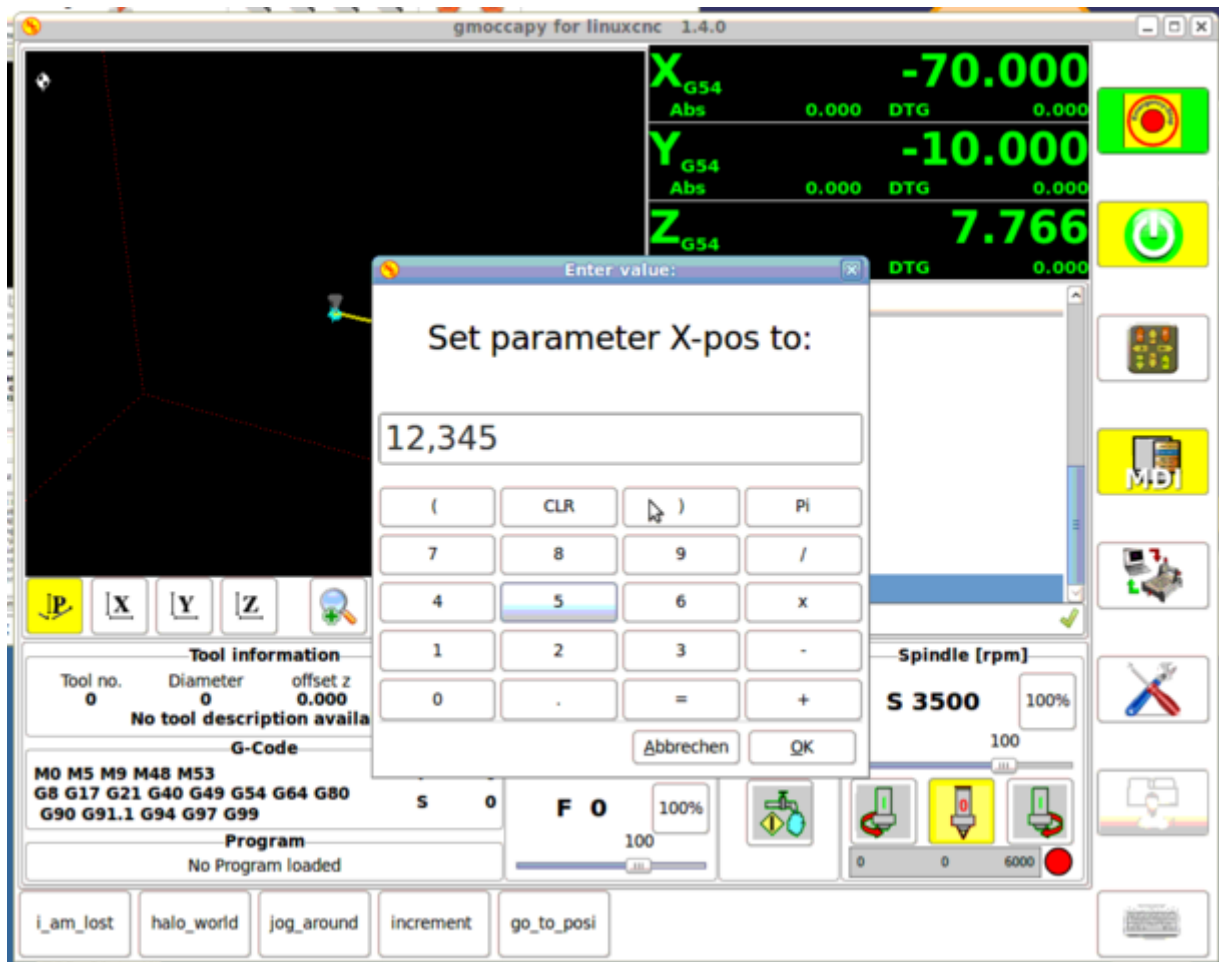 gmoccapy for linuxcnc 1.4.0
X G54 -70.000
Abs 0.000 DTG 0.000
Y G54 -10.000
Abs 0.000 DTG 0.000
Z G54 7.766
DTG 0.000
Enter value:
Set parameter X-pos to:
12,345
( CLR ) Pi
7 8 9 /
4 5 6 x
1 2 3 -
0 . = +
Abbrechen OK
MDI
P X Y Z
Tool information
Tool no. Diameter offset z
0 0 0.000
No tool description availa
G-Code
M0 M5 M9 M48 M53
G8 G17 G21 G40 G49 G54 G64 G80
G90 G91.1 G94 G97 G99
Program
No Program loaded
S 0
F 0 100%
100
Spindle [rpm]
S 3500 100%
100
0 0 6000
i_am_lost halo_world jog_around increment go_to_posi